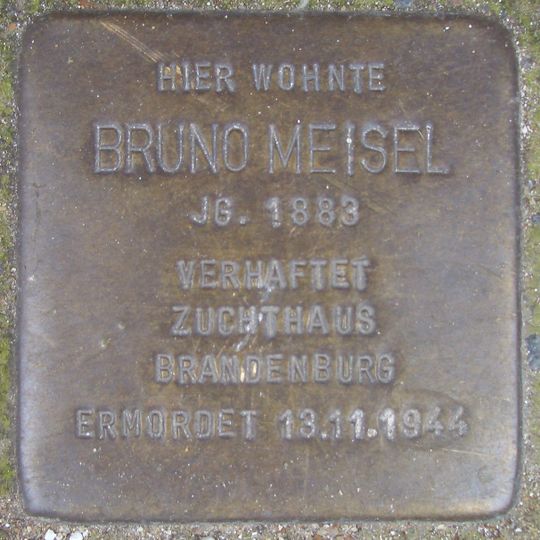 HIER WOHNTE
BRUNO MEISEL
JG. 1883
VERHAFTET
ZUCHTHAUS
BRANDENBURG
ERMORDET 13.11.1944